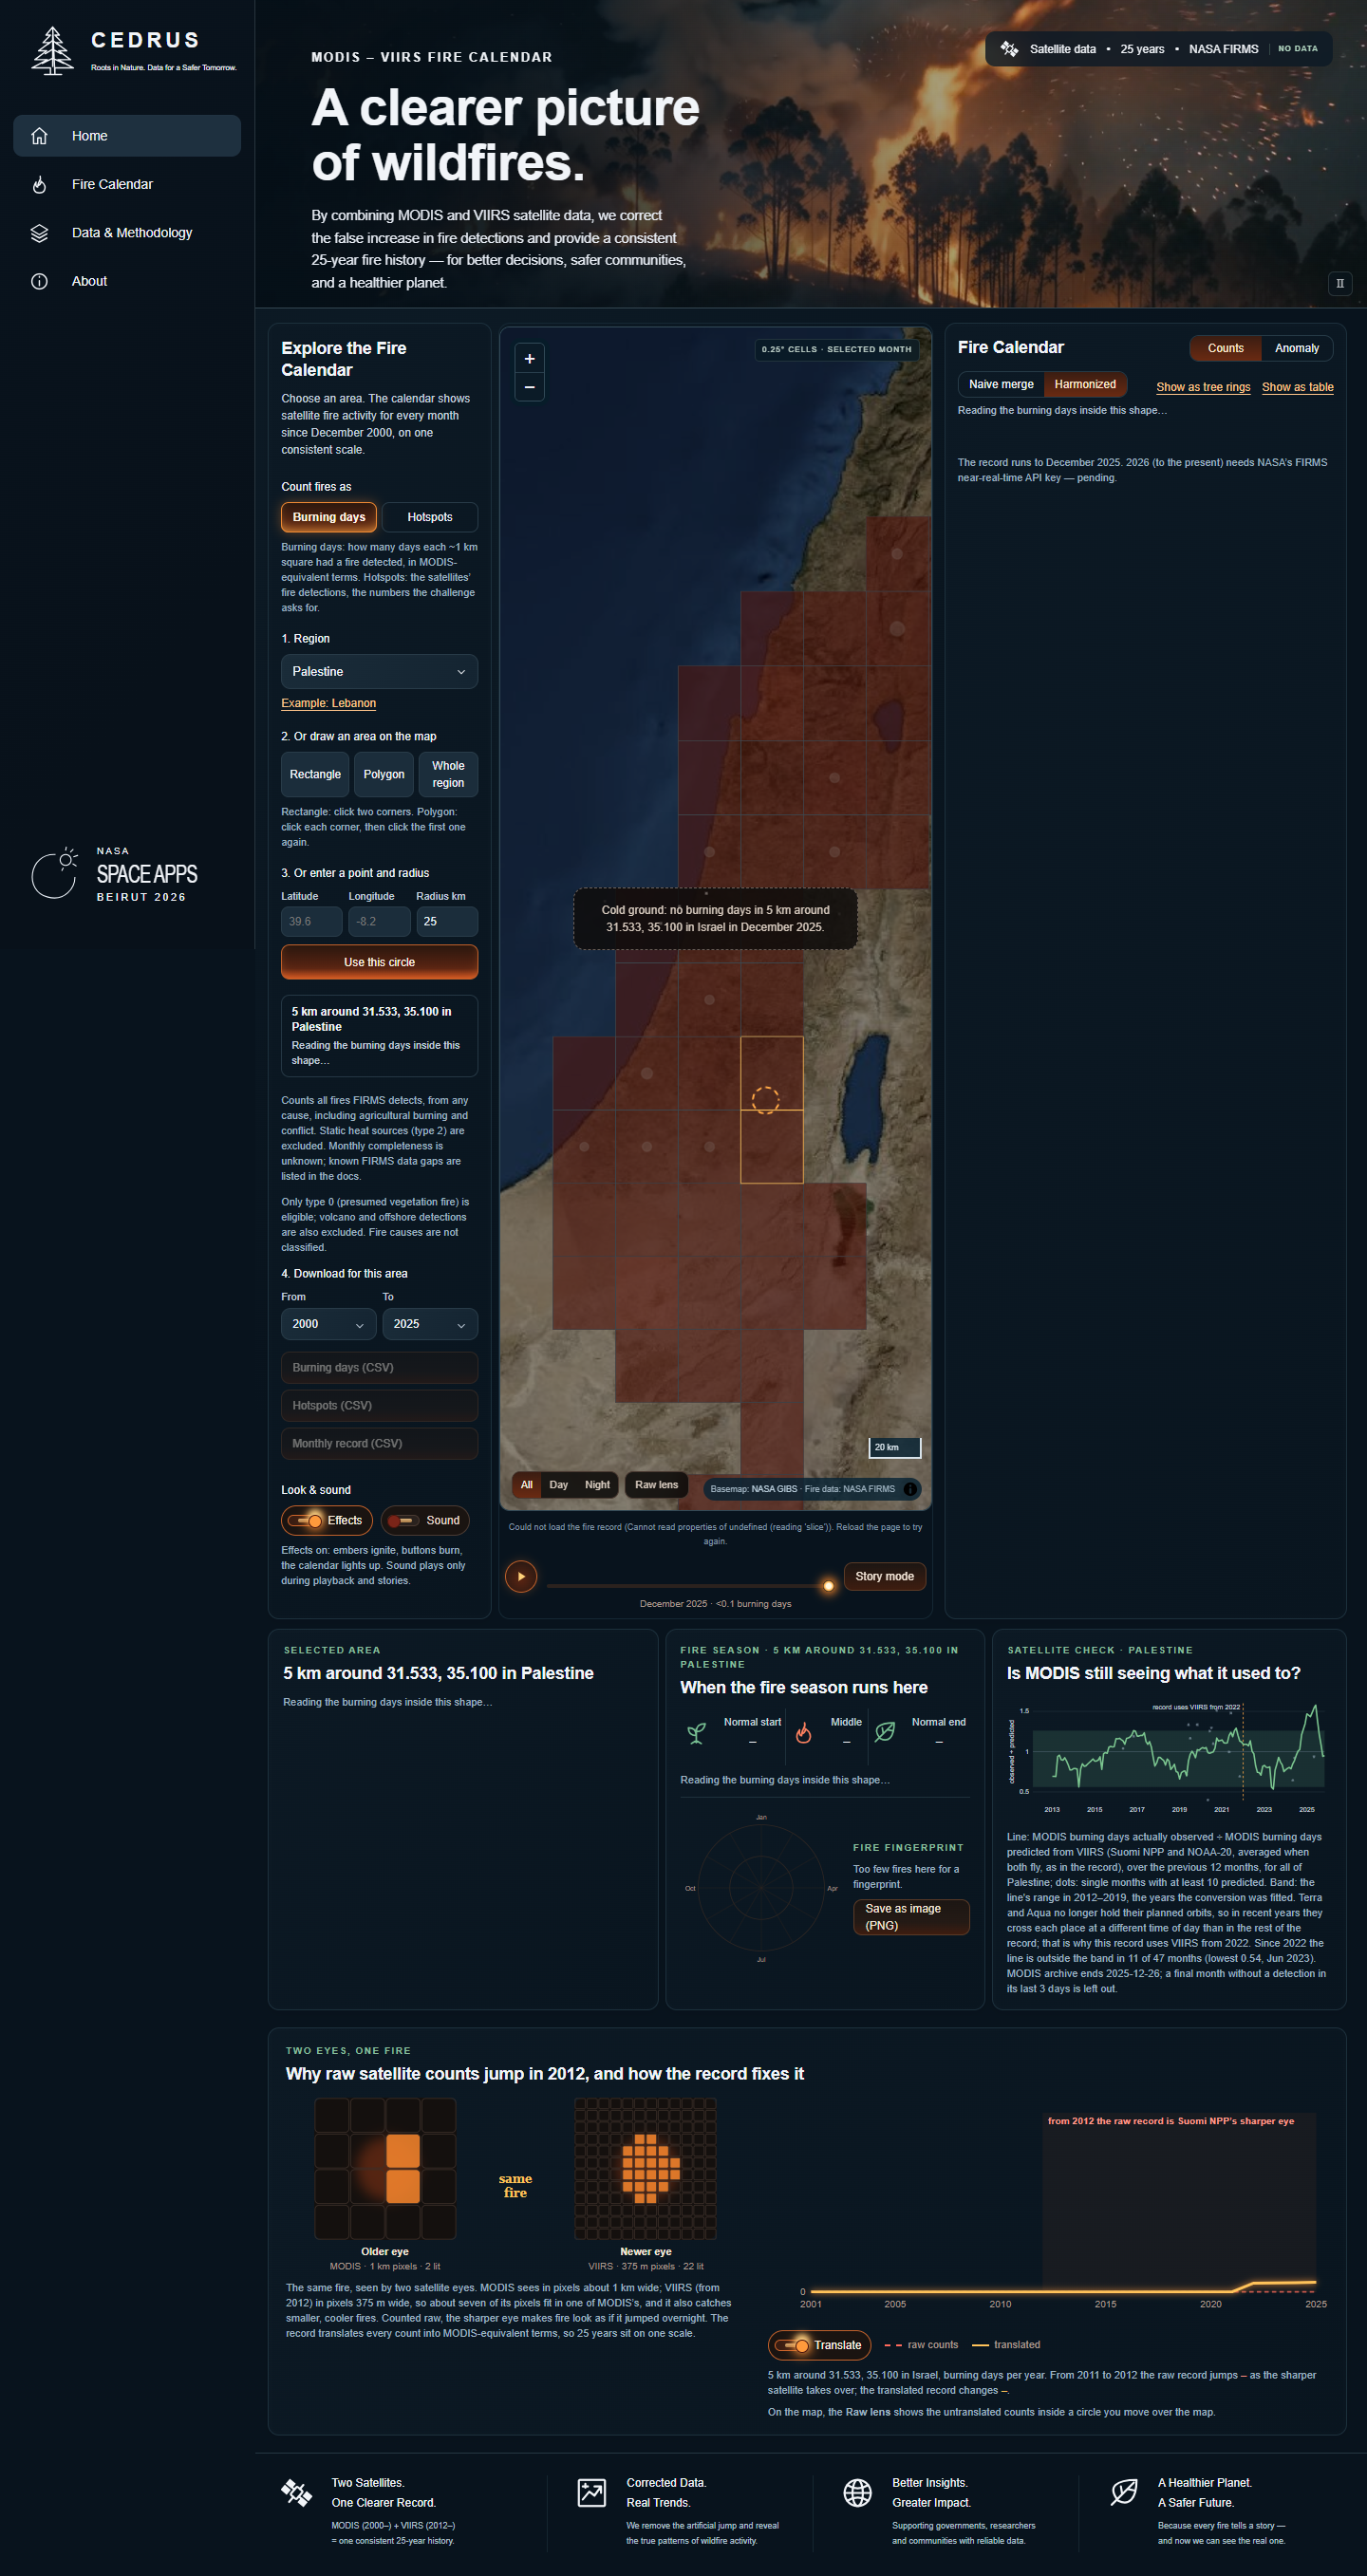 CEDRUS
Roots in Nature. Data for a Safer Tomorrow.
Home
Fire Calendar
Data & Methodology
About
NASA
SPACE APPS
BEIRUT 2026
MODIS – VIIRS FIRE CALENDAR
Satellite data • 25 years • NASA FIRMS NO DATA
A clearer picture
of wildfires.
By combining MODIS and VIIRS satellite data, we correct
the false increase in fire detections and provide a consistent
25-year fire history — for better decisions, safer communities,
and a healthier planet.
Explore the Fire
Calendar
Choose an area. The calendar shows
satellite fire activity for every month
since December 2000, on one
consistent scale.
Count fires as
Burning days Hotspots
Burning days: how many days each ~1 km
square had a fire detected, in MODIS-
equivalent terms. Hotspots: the satellites'
fire detections, the numbers the challenge
asks for.
1. Region
Palestine
Example: Lebanon
2. Or draw an area on the map
Rectangle Polygon Whole
region
Rectangle: click two corners. Polygon:
click each corner, then click the first one
again.
3. Or enter a point and radius
Latitude Longitude Radius km
39.6 -8.2 25
Use this circle
5 km around 31.533, 35.100 in
Palestine
Reading the burning days inside this
shape…
Counts all fires FIRMS detects, from any
cause, including agricultural burning and
conflict. Static heat sources (type 2) are
excluded. Monthly completeness is
unknown; known FIRMS data gaps are
listed in the docs.
Only type 0 (presumed vegetation fire) is
eligible; volcano and offshore detections
are also excluded. Fire causes are not
classified.
4. Download for this area
From To
2000 2025
Burning days (CSV)
Hotspots (CSV)
Monthly record (CSV)
Look & sound
Effects Sound
Effects on: embers ignite, buttons burn,
the calendar lights up. Sound plays only
during playback and stories.
+
−
0.25° CELLS · SELECTED MONTH
Cold ground: no burning days in 5 km around
31.533, 35.100 in Israel in December 2025.
20 km
All Day Night Raw lens
Basemap: NASA GIBS · Fire data: NASA FIRMS
Could not load the fire record (Cannot read properties of undefined (reading 'slice')). Reload the page to try
again.
Story mode
December 2025 · <0.1 burning days
Fire Calendar
Counts Anomaly
Naive merge Harmonized
Show as tree rings Show as table
Reading the burning days inside this shape…
The record runs to December 2025. 2026 (to the present) needs NASA's FIRMS
near-real-time API key — pending.
SELECTED AREA
5 km around 31.533, 35.100 in Palestine
Reading the burning days inside this shape…
FIRE SEASON · 5 KM AROUND 31.533, 35.100 IN
PALESTINE
When the fire season runs here
Normal start Middle Normal end
– – –
Reading the burning days inside this shape…
Jan
Oct Apr
Jul
FIRE FINGERPRINT
Too few fires here for a
fingerprint.
Save as image
(PNG)
SATELLITE CHECK · PALESTINE
Is MODIS still seeing what it used to?
record uses VIIRS from 2022
observed ÷ predicted
1.5
1
0.5
2013 2015 2017 2019 2021 2023 2025
Line: MODIS burning days actually observed ÷ MODIS burning days
predicted from VIIRS (Suomi NPP and NOAA-20, averaged when
both fly, as in the record), over the previous 12 months, for all of
Palestine; dots: single months with at least 10 predicted. Band: the
line's range in 2012–2019, the years the conversion was fitted. Terra
and Aqua no longer hold their planned orbits, so in recent years they
cross each place at a different time of day than in the rest of the
record; that is why this record uses VIIRS from 2022. Since 2022 the
line is outside the band in 11 of 47 months (lowest 0.54, Jun 2023).
MODIS archive ends 2025-12-26; a final month without a detection in
its last 3 days is left out.
TWO EYES, ONE FIRE
Why raw satellite counts jump in 2012, and how the record fixes it
same
fire
Older eye
MODIS · 1 km pixels · 2 lit
Newer eye
VIIRS · 375 m pixels · 22 lit
The same fire, seen by two satellite eyes. MODIS sees in pixels about 1 km wide; VIIRS (from
2012) in pixels 375 m wide, so about seven of its pixels fit in one of MODIS's, and it also catches
smaller, cooler fires. Counted raw, the sharper eye makes fire look as if it jumped overnight. The
record translates every count into MODIS-equivalent terms, so 25 years sit on one scale.
from 2012 the raw record is Suomi NPP's sharper eye
0
2001 2005 2010 2015 2020 2025
Translate raw counts translated
5 km around 31.533, 35.100 in Israel, burning days per year. From 2011 to 2012 the raw record jumps – as the sharper
satellite takes over; the translated record changes –.
On the map, the Raw lens shows the untranslated counts inside a circle you move over the map.
Two Satellites.
One Clearer Record.
MODIS (2000–) + VIIRS (2012–)
= one consistent 25-year history.
Corrected Data.
Real Trends.
We remove the artificial jump and reveal
the true patterns of wildfire activity.
Better Insights.
Greater Impact.
Supporting governments, researchers
and communities with reliable data.
A Healthier Planet.
A Safer Future.
Because every fire tells a story —
and now we can see the real one.